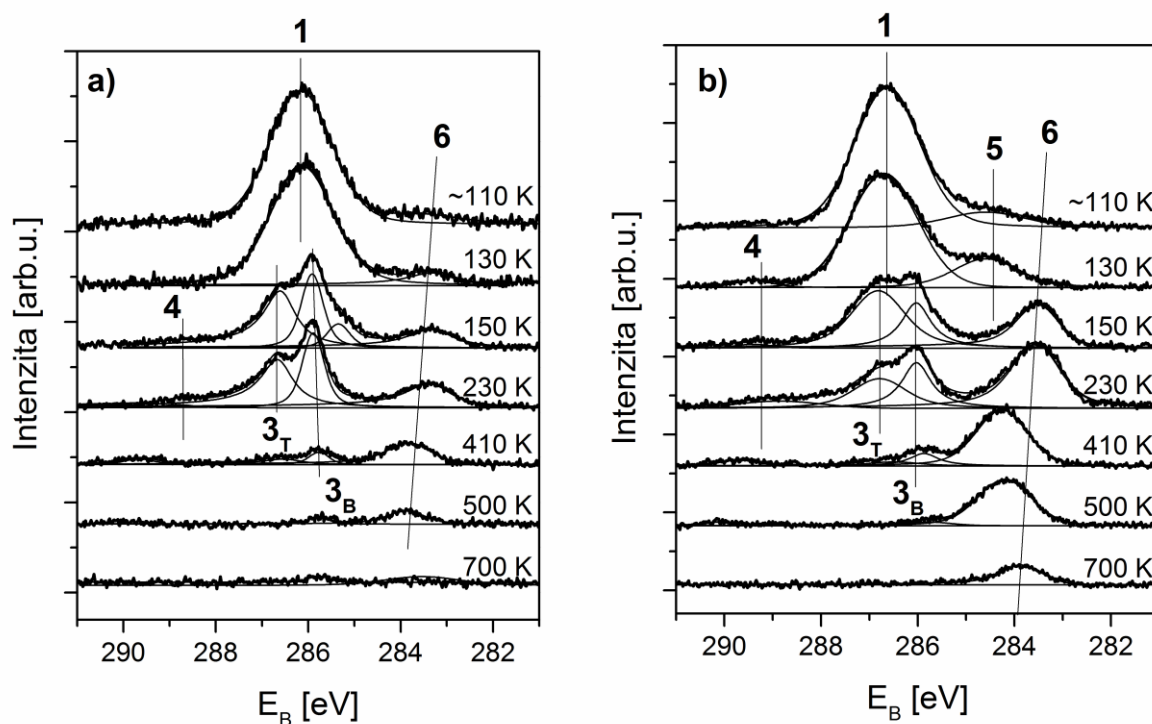 a)
1
6
~110 K
130 K
4
150 K
230 K
3T
410 K
3B
500 K
700 K
Intenzita [arb.u.]
290 288 286 284 282
EB [eV]
b)
1
5
6
~110 K
4
130 K
150 K
230 K
3T
410 K
3B
500 K
700 K
Intenzita [arb.u.]
290 288 286 284 282
EB [eV]